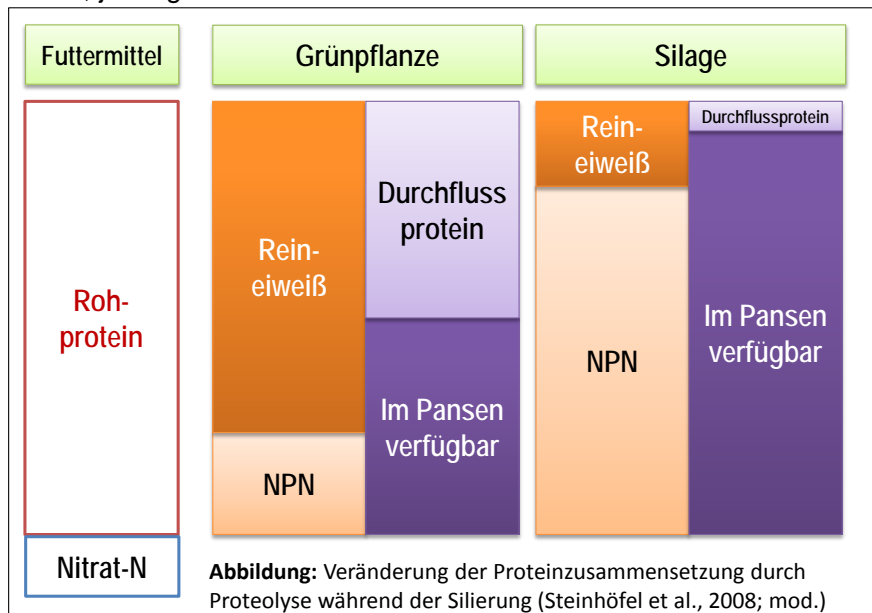 Futtermittel
Grünpflanze
Silage
Roh-
protein
Nitrat-N
Rein-
eiweiß
NPN
Durchfluss
protein
Im Pansen
verfügbar
Rein-
eiweiß
NPN
Durchflussprotein
Im Pansen
verfügbar
Abbildung: Veränderung der Proteinzusammensetzung durch
Proteolyse während der Silierung (Steinhöfel et al., 2008; mod.)